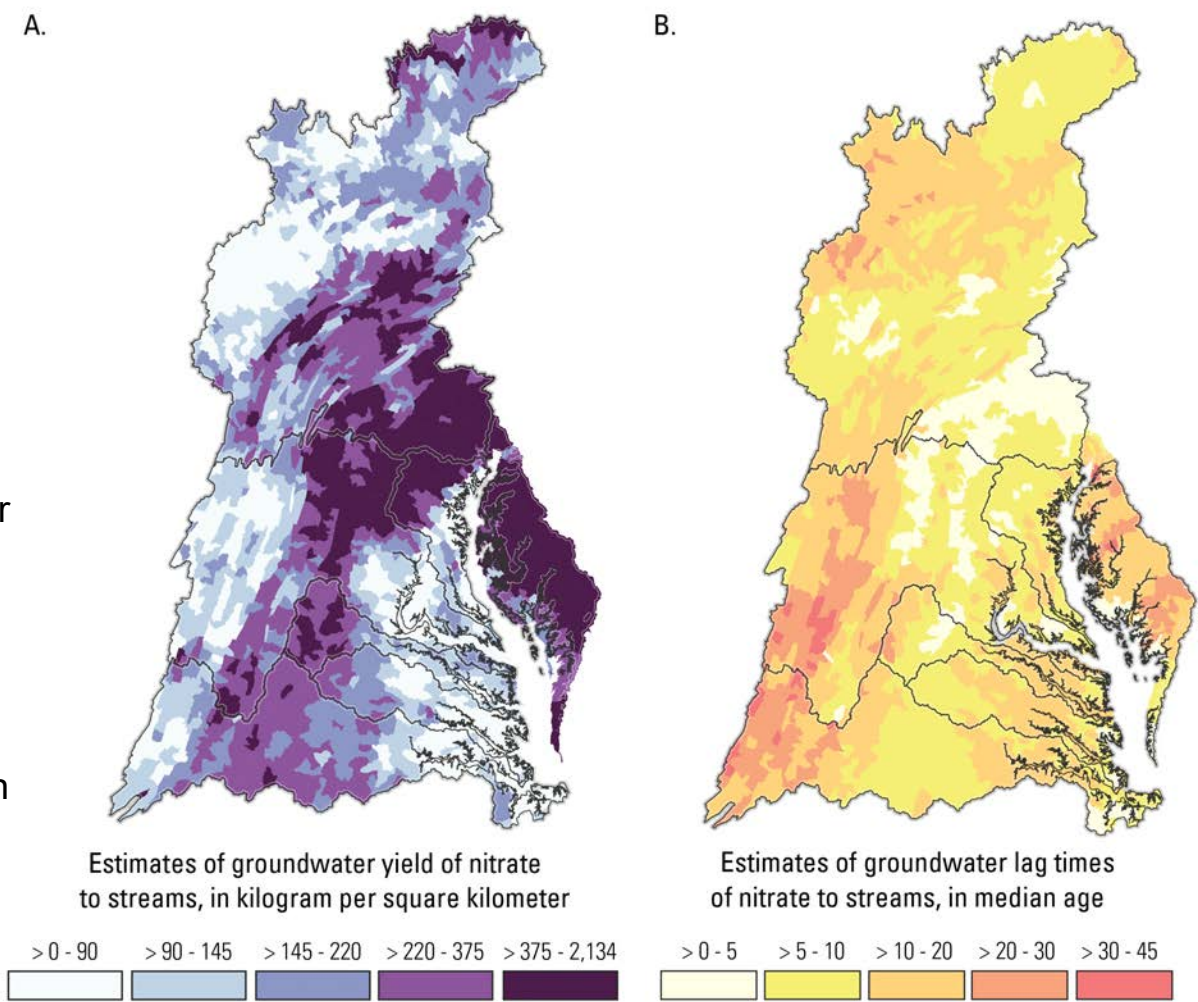 A.
B.
r
n
Estimates of groundwater yield of nitrate
to streams, in kilogram per square kilometer
Estimates of groundwater lag times
of nitrate to streams, in median age
> 0 - 90
> 90 - 145
> 145 - 220
> 220 - 375
> 375 - 2,134
> 0 - 5
> 5 - 10
> 10 - 20
> 20 - 30
> 30 - 45